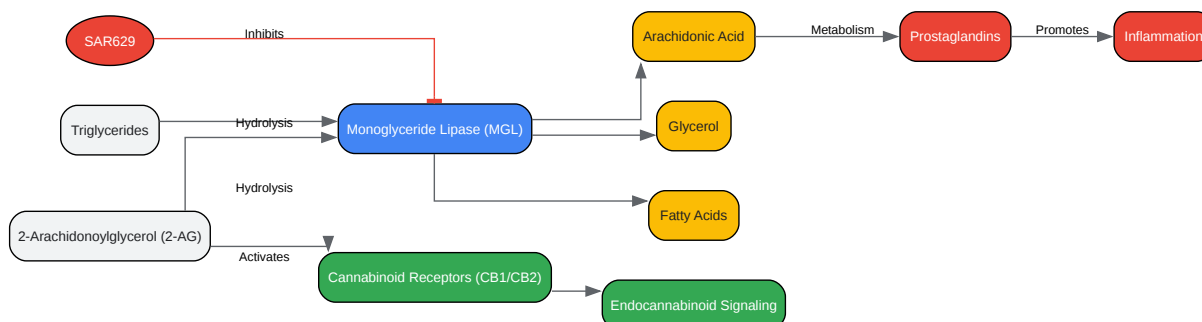 SAR629
Inhibits
Arachidonic Acid
Metabolism
Prostaglandins
Promotes
Inflammation
Triglycerides
Hydrolysis
Monoglyceride Lipase (MGL)
Glycerol
Hydrolysis
Fatty Acids
2-Arachidonoylglycerol (2-AG)
Activates
Cannabinoid Receptors (CB1/CB2)
Endocannabinoid Signaling